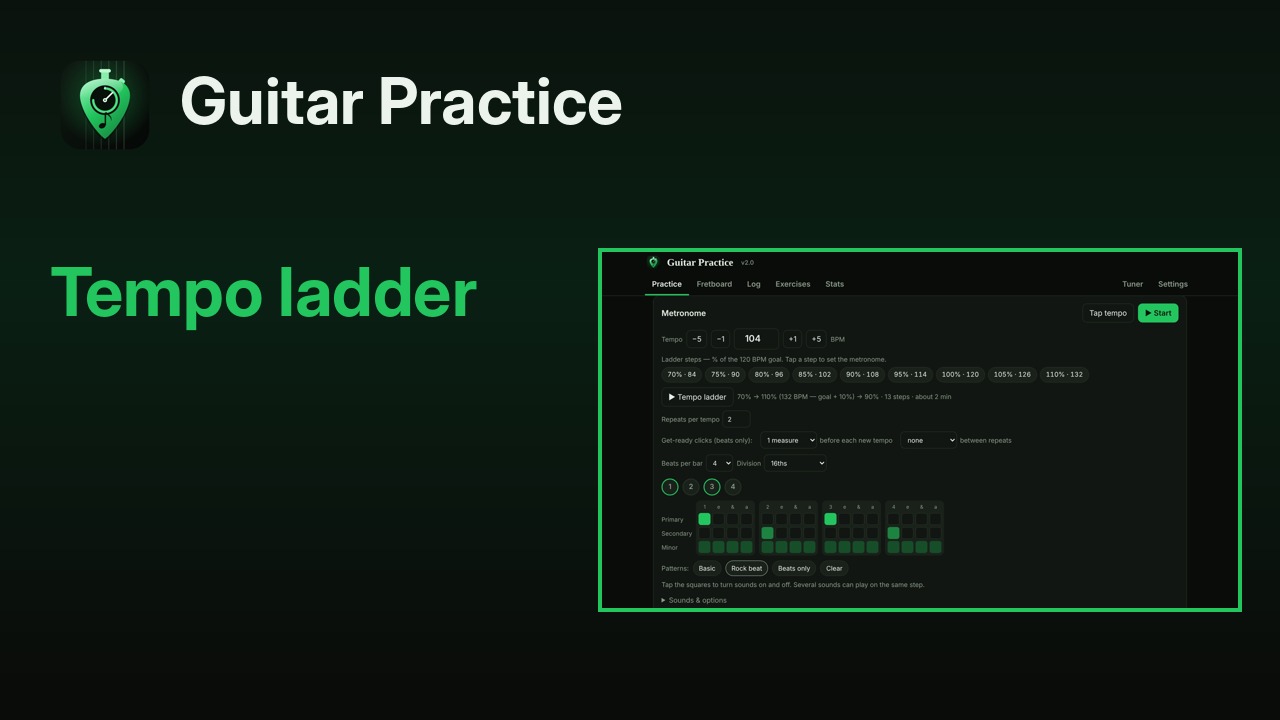 Guitar Practice
Tempo ladder
Guitar Practice v2.0
Practice Fretboard Log Exercises Stats Tuner Settings
Metronome Tap tempo ▶ Start
Tempo −5 −1 104 +1 +5 BPM
Ladder steps — % of the 120 BPM goal. Tap a step to set the metronome.
70% · 84 75% · 90 80% · 96 85% · 102 90% · 108 95% · 114 100% · 120 105% · 126 110% · 132
▶ Tempo ladder 70% → 110% (132 BPM — goal + 10%) → 90% · 13 steps · about 2 min
Repeats per tempo 2
Get-ready clicks (beats only): 1 measure before each new tempo none between repeats
Beats per bar 4 Division 16ths
1 2 3 4
1 e & a 2 e & a 3 e & a 4 e & a
Primary
Secondary
Minor
Patterns: Basic Rock beat Beats only Clear
Tap the squares to turn sounds on and off. Several sounds can play on the same step.
▶ Sounds & options